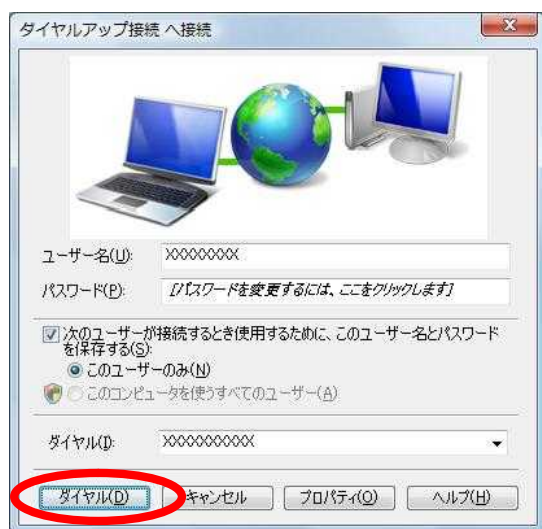 ダイヤルアップ接続 へ接続
ユーザー名(U): XXXXXXXXX
パスワード(P): [パスワードを変更するには、ここをクリックします]
次のユーザーが接続するとき使用するために、このユーザー名とパスワード
を保存する(S):
このユーザーのみ(N)
このコンピュータを使うすべてのユーザー(A)
ダイヤル(I): XXXXXXXXXXX
ダイヤル(D) キャンセル プロパティ(O) ヘルプ(H)